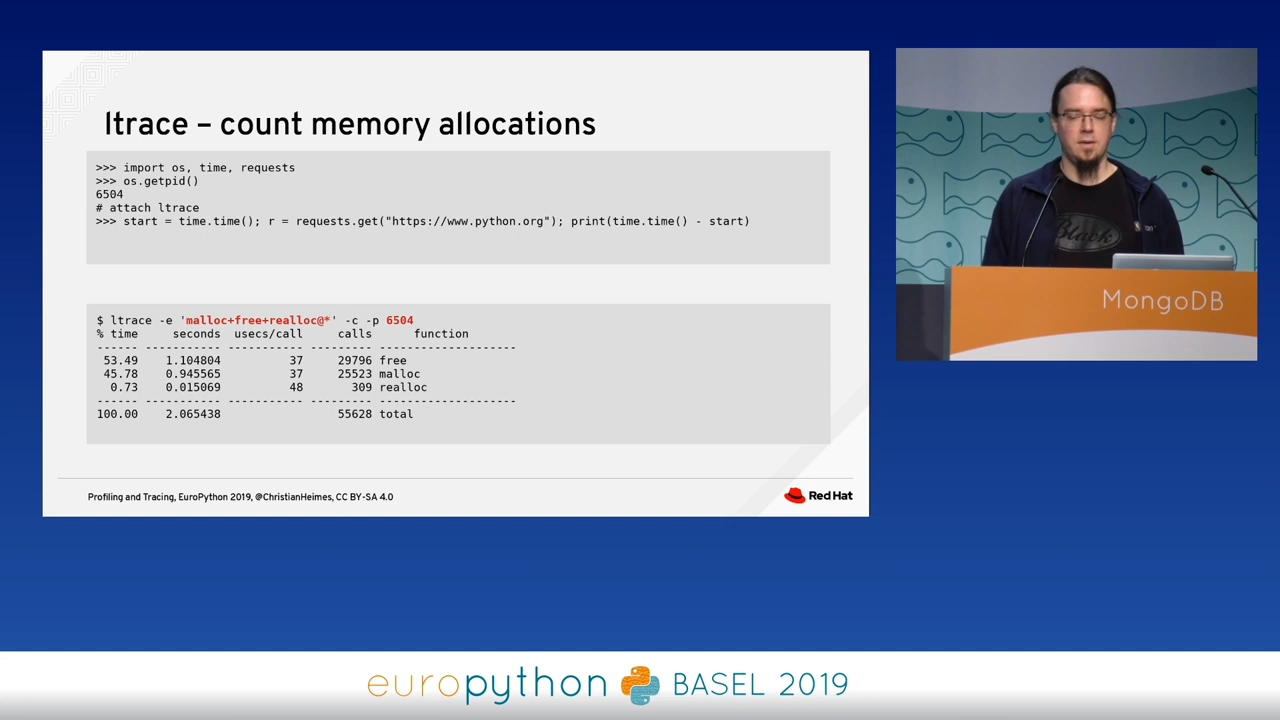 ltrace – count memory allocations
>>> import os, time, requests
>>> os.getpid()
6504
# attach ltrace
>>> start = time.time(); r = requests.get("https://www.python.org"); print(time.time() - start)
$ ltrace -e 'malloc+free+realloc@*' -c -p 6504
% time     seconds  usecs/call     calls      function
------ ----------- ----------- --------- --------------------
 53.49    1.104804          37     29796 free
 45.78    0.945565          37     25523 malloc
  0.73    0.015069          48       309 realloc
------ ----------- ----------- --------- --------------------
100.00    2.065438                 55628 total
Profiling and Tracing, EuroPython 2019, @ChristianHeimes, CC BY-SA 4.0
Red Hat
Black
MongoDB
europython BASEL 2019